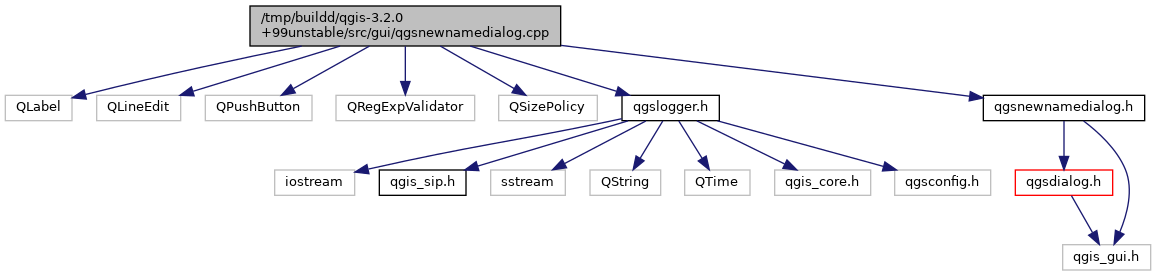 /tmp/buildd/qgis-3.2.0
+99unstable/src/gui/qgsnewnamedialog.cpp
QLabel
QLineEdit
QPushButton
QRegExpValidator
QSizePolicy
qgslogger.h
qgsnewnamedialog.h
iostream
qgis_sip.h
sstream
QString
QTime
qgis_core.h
qgsconfig.h
qgsdialog.h
qgis_gui.h